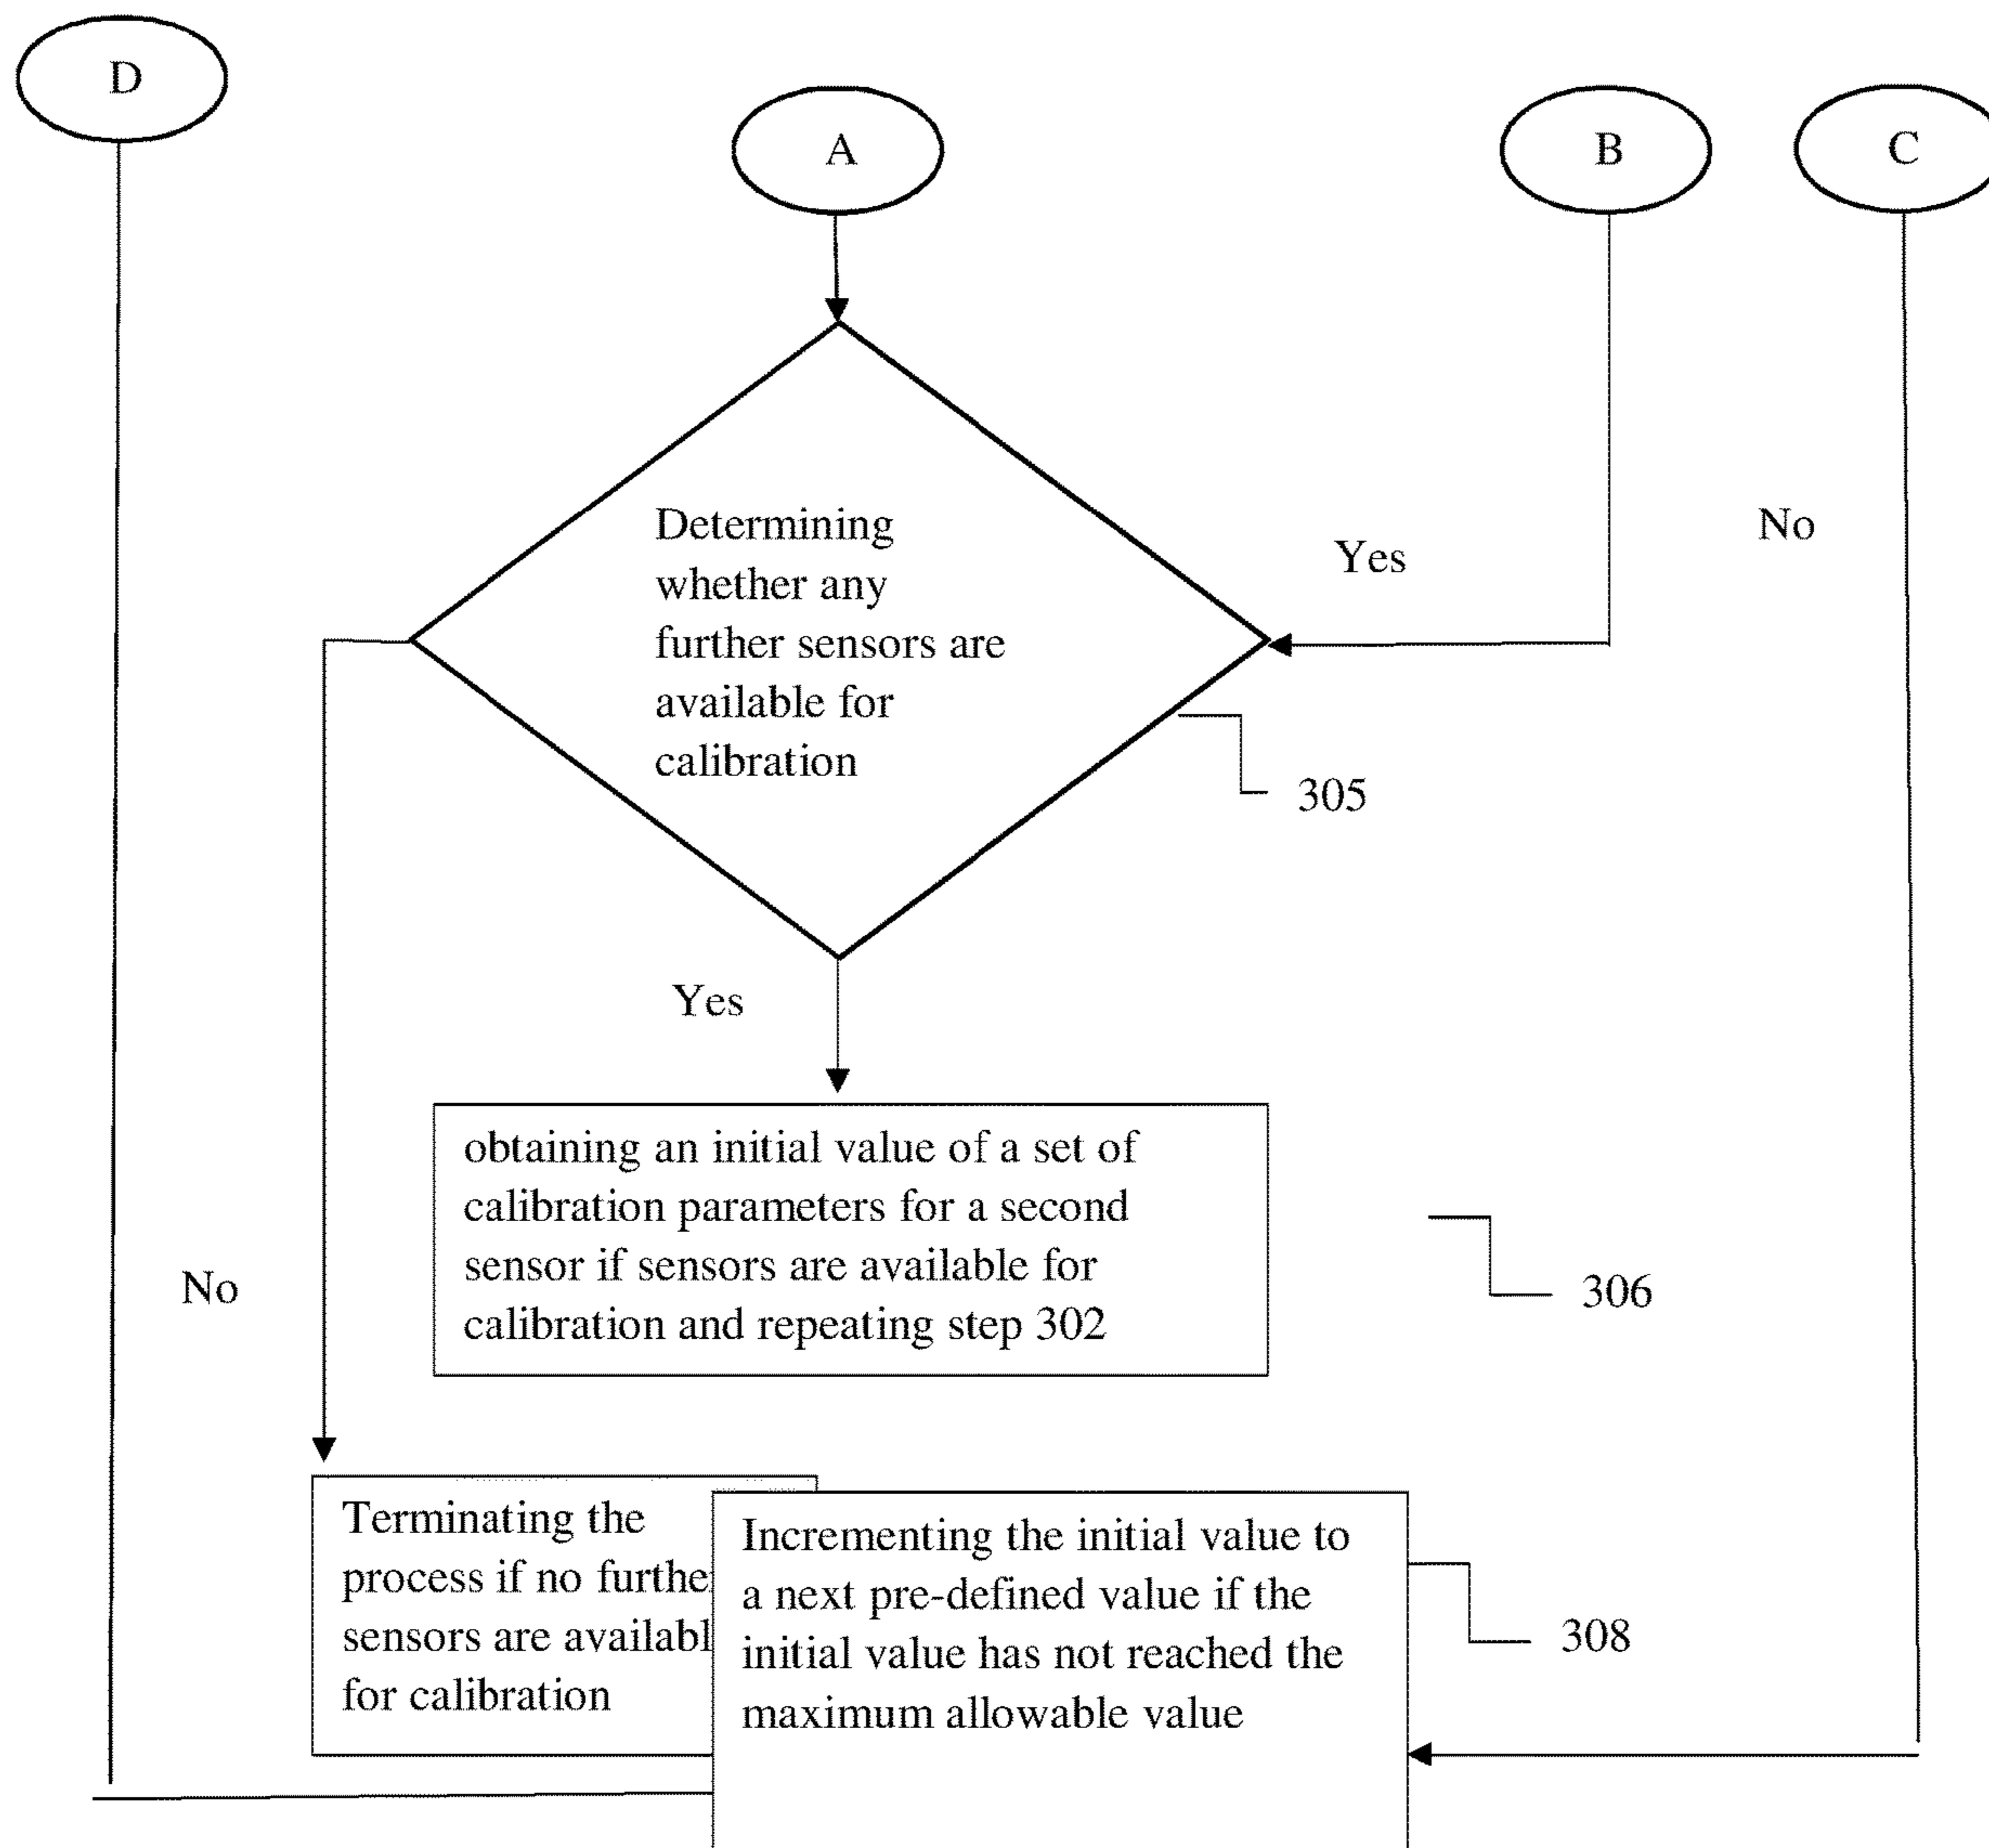 D
A
B
C
Determining
whether any
further sensors are
available for
calibration
Yes
No
305
Yes
obtaining an initial value of a set of
calibration parameters for a second
sensor if sensors are available for
calibration and repeating step 302
306
No
Terminating the
process if no furthe
sensors are availabl
for calibration
Incrementing the initial value to
a next pre-defined value if the
initial value has not reached the
maximum allowable value
308